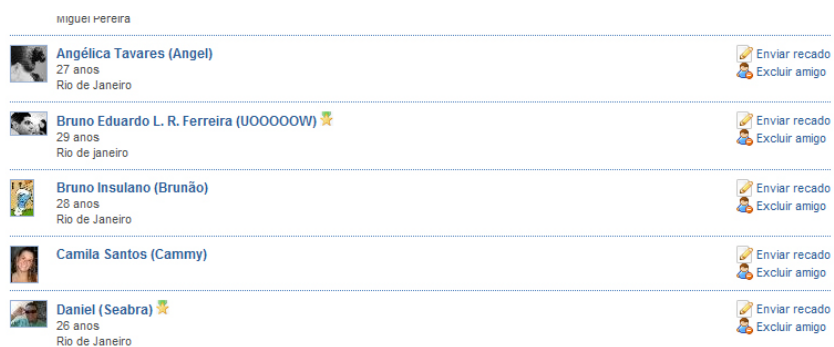 Miguel Pereira
Angélica Tavares (Angel)
27 anos
Rio de Janeiro
Enviar recado
Excluir amigo
Bruno Eduardo L. R. Ferreira (UOOOOOW)
29 anos
Rio de janeiro
Enviar recado
Excluir amigo
Bruno Insulano (Brunão)
28 anos
Rio de Janeiro
Enviar recado
Excluir amigo
Camila Santos (Cammy)
Enviar recado
Excluir amigo
Daniel (Seabra)
26 anos
Rio de Janeiro
Enviar recado
Excluir amigo